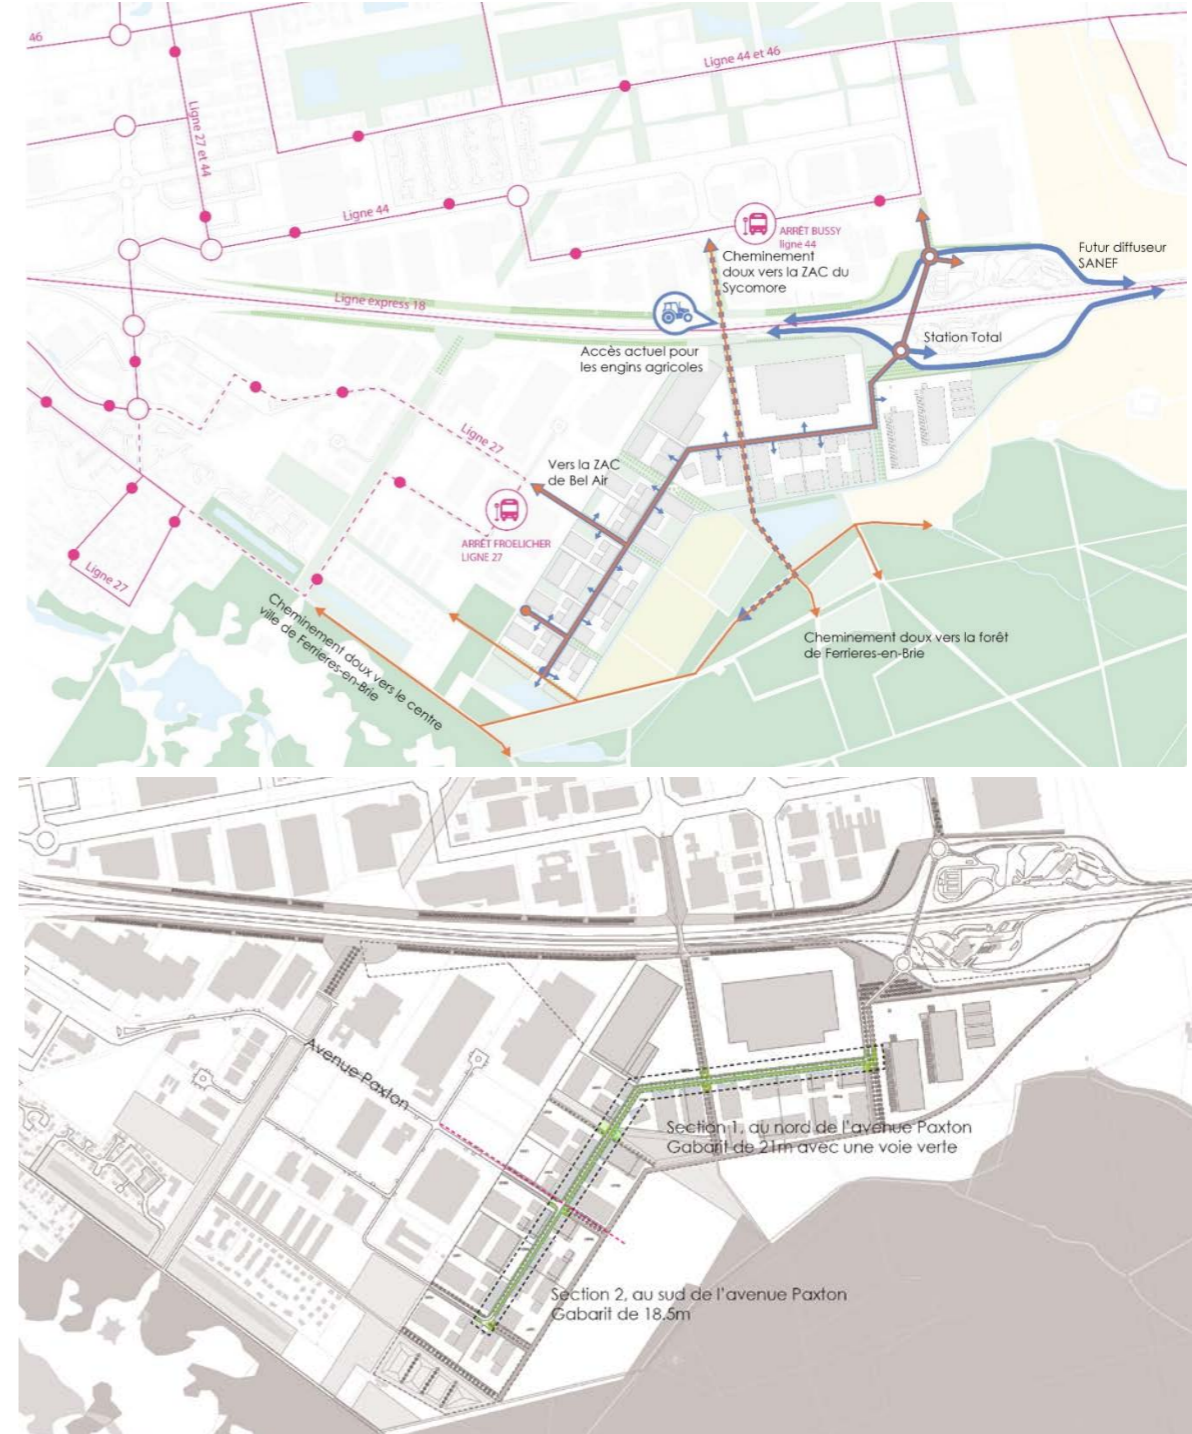 46
Ligne 44 et 46
Ligne 27 et 44
Ligne 44
ARRÊT BUSSY
ligne 44
Cheminement
doux vers la ZAC du
Sycomore
Futur diffuseur
SANEF
Ligne express 18
Station Total
Accès actuel pour
les engins agricoles
Ligne 27
Vers la ZAC
de Bel Air
ARRÊT FROELICHER
LIGNE 27
Ligne 27
Cheminement doux vers le centre
ville de Ferrières-en-Brie
Cheminement doux vers la forêt
de Ferrieres-en-Brie
Avenue Paxton
Section 1, au nord de l'avenue Paxton
Gabarit de 21m avec une voie verte
Section 2, au sud de l'avenue Paxton
Gabarit de 18.5m